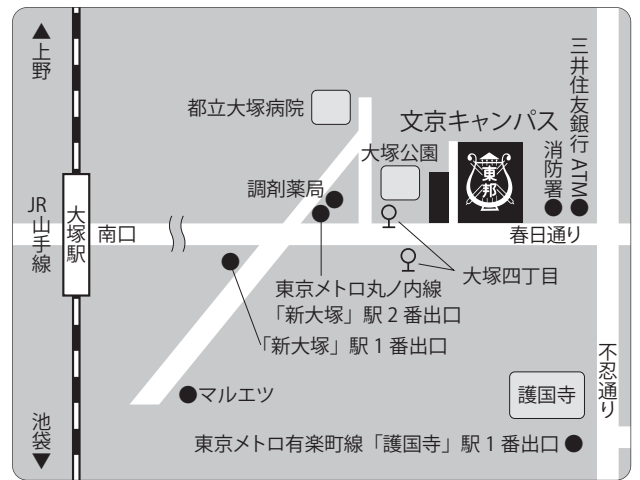 ▲上野
三井住友銀行 ATM
消防署
都立大塚病院
文京キャンパス
大塚公園
東邦
調剤薬局
JR山手線
大塚駅
南口
春日通り
大塚四丁目
東京メトロ丸ノ内線
「新大塚」駅 2 番出口
「新大塚」駅 1 番出口
不忍通り
マルエツ
護国寺
池袋▼
東京メトロ有楽町線「護国寺」駅 1 番出口